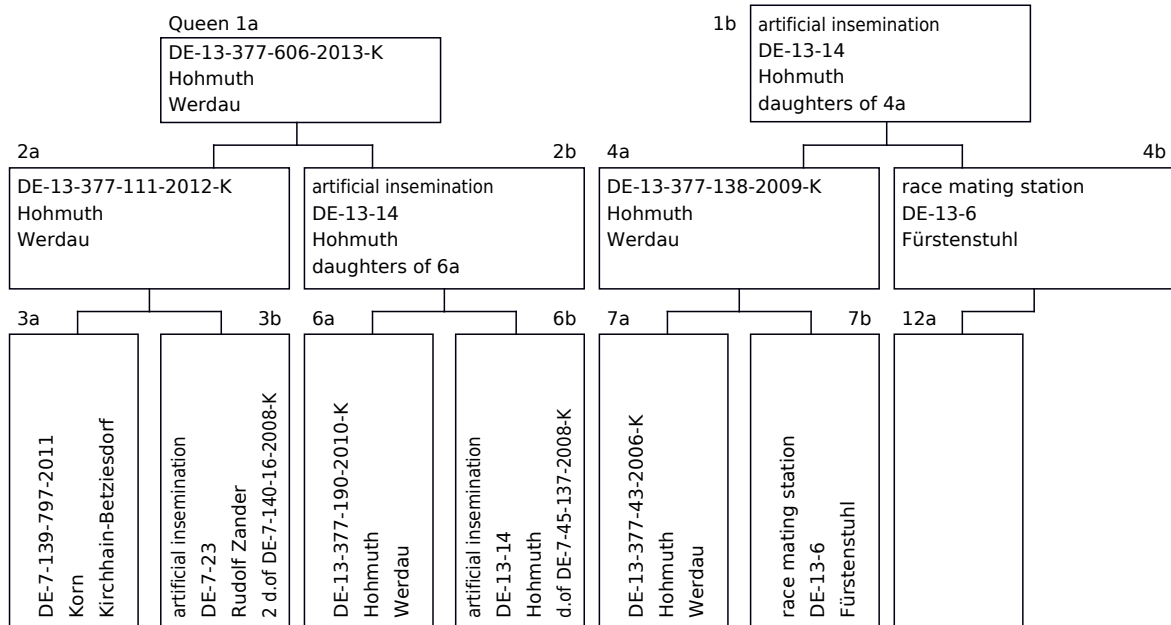 Queen 1a
DE-13-377-606-2013-K
Hohmuth
Werdau
1b
artificial insemination
DE-13-14
Hohmuth
daughters of 4a
2a
DE-13-377-111-2012-K
Hohmuth
Werdau
2b
artificial insemination
DE-13-14
Hohmuth
daughters of 6a
4a
DE-13-377-138-2009-K
Hohmuth
Werdau
4b
race mating station
DE-13-6
Fürstenstuhl
3a
DE-7-139-797-2011
Korn
Kirchhain-Betziesdorf
3b
artificial insemination
DE-7-23
Rudolf Zander
2 d.of DE-7-140-16-2008-K
6a
DE-13-377-190-2010-K
Hohmuth
Werdau
6b
artificial insemination
DE-13-14
Hohmuth
d.of DE-7-45-137-2008-K
7a
DE-13-377-43-2006-K
Hohmuth
Werdau
7b
race mating station
DE-13-6
Fürstenstuhl
12a